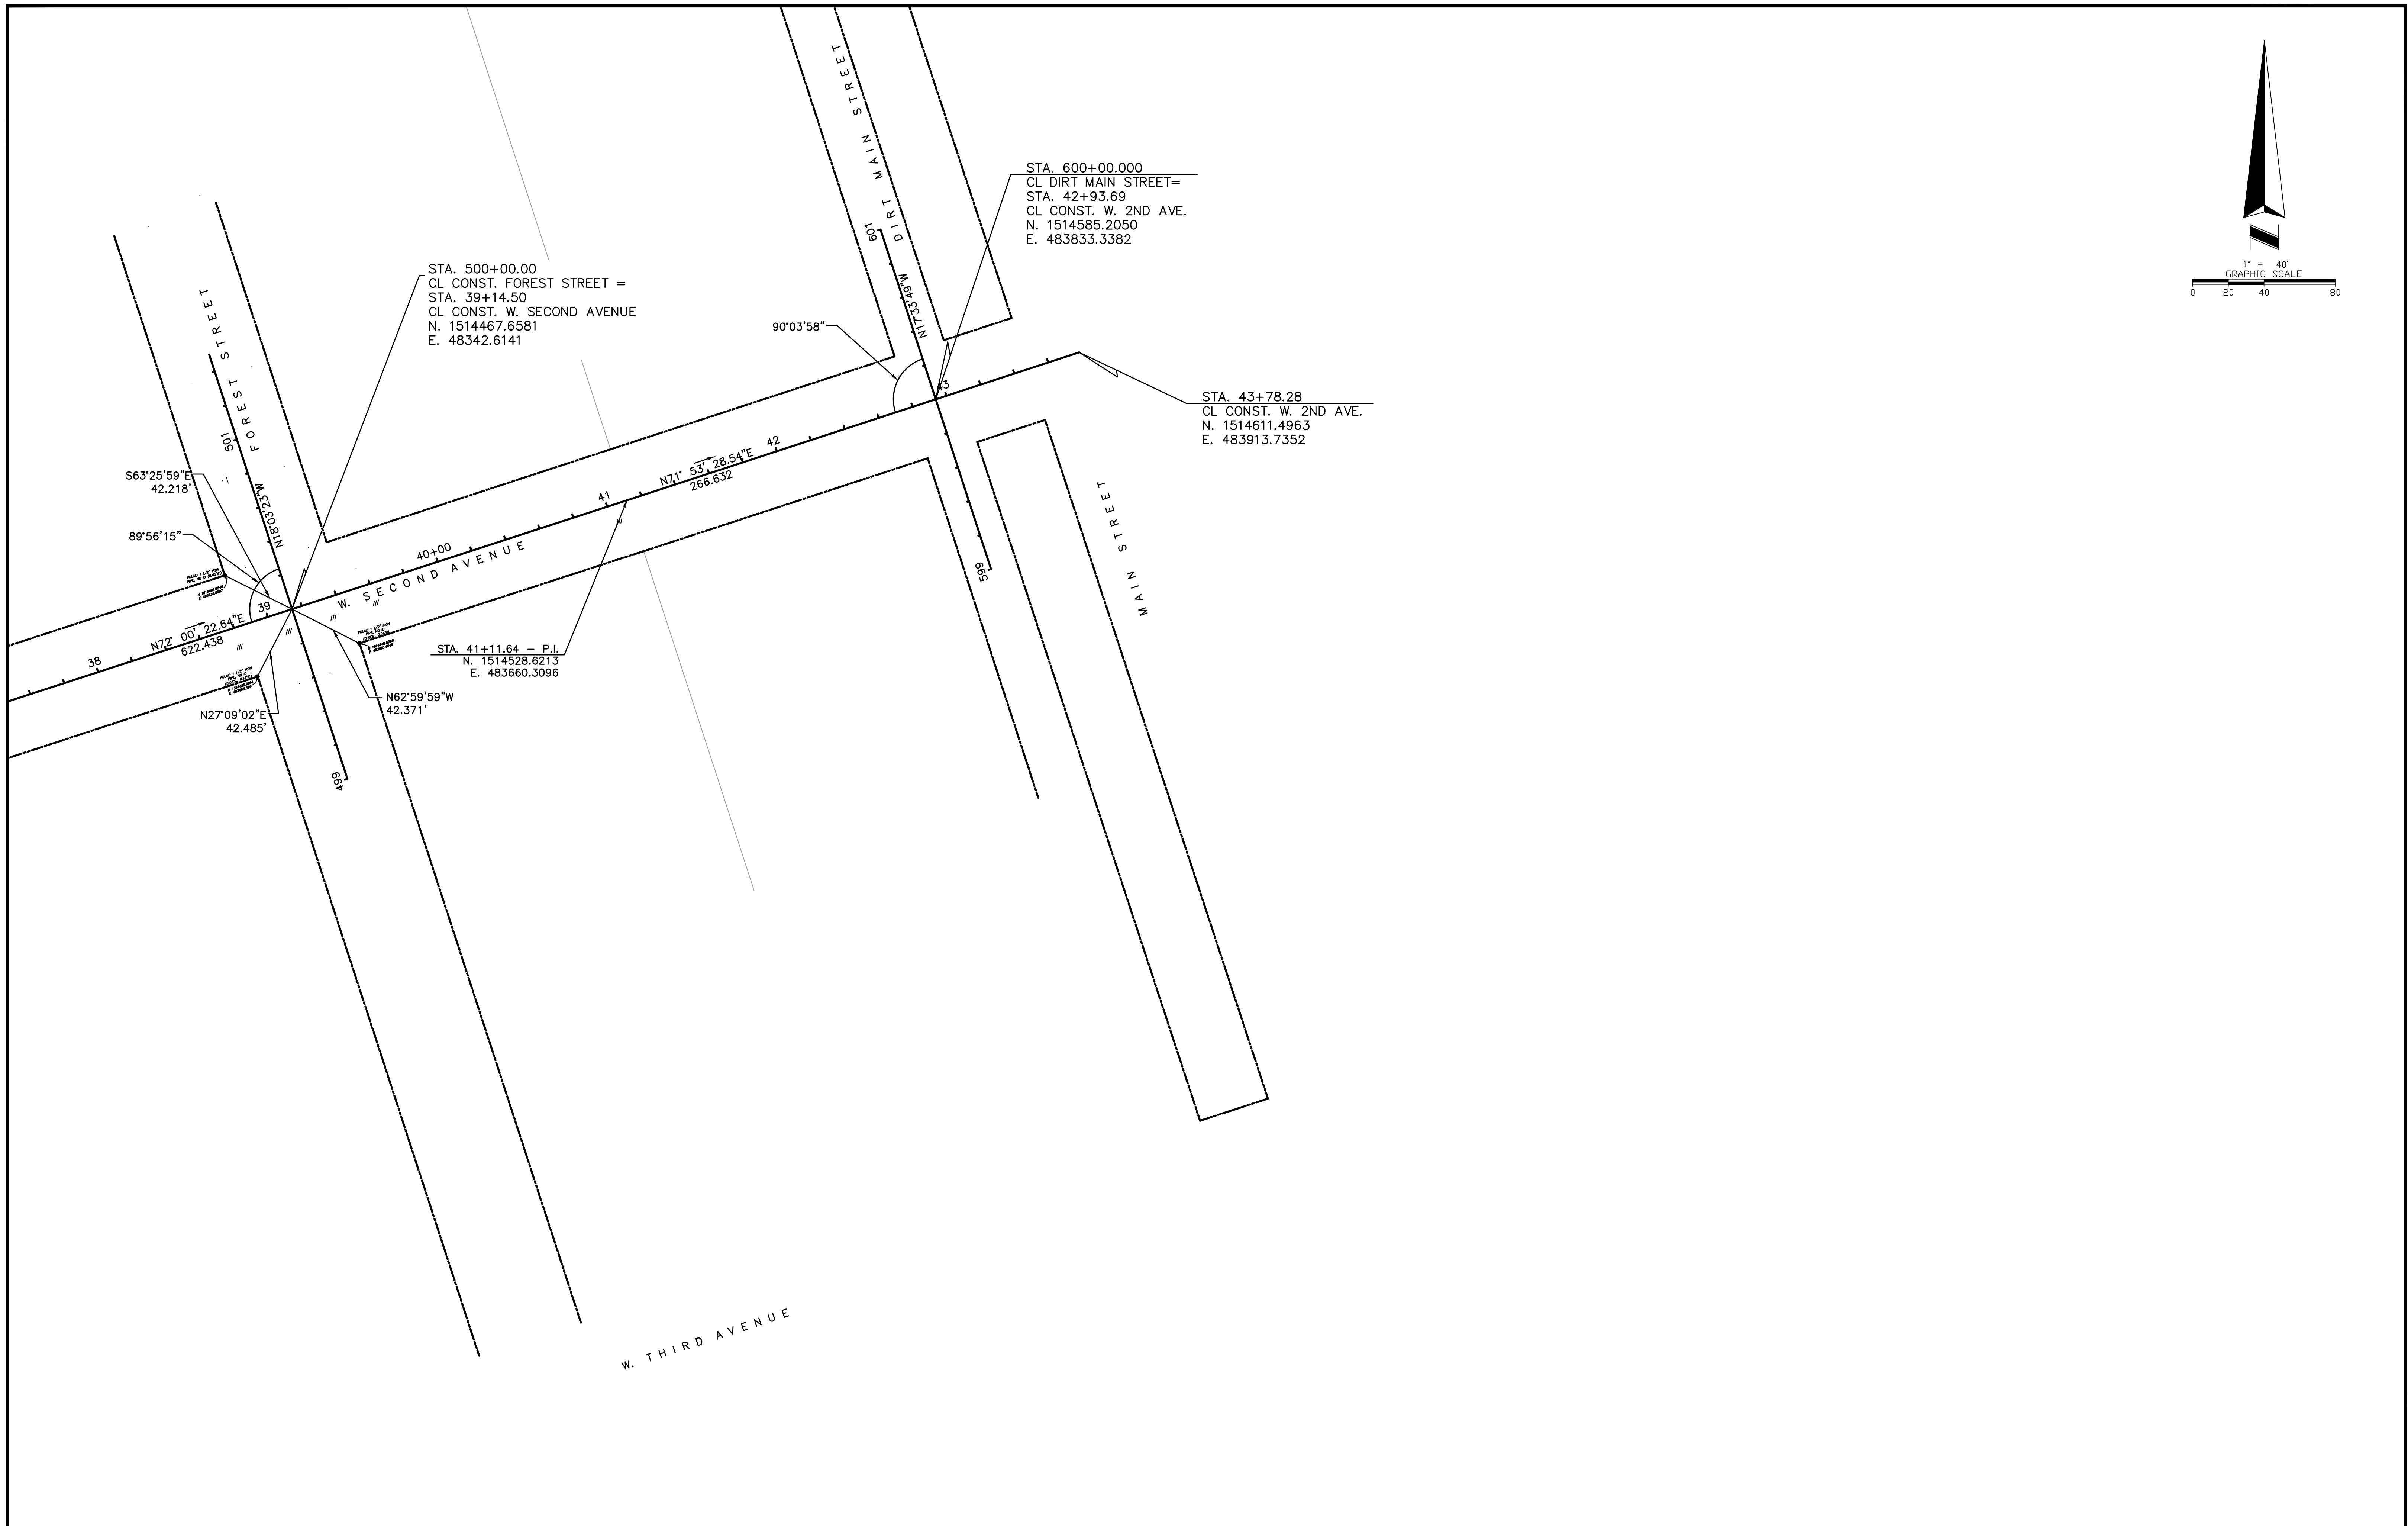 DIRT MAIN STREET
STA. 600+00.000
CL DIRT MAIN STREET=
STA. 42+93.69
CL CONST. W. 2ND AVE.
N. 1514585.2050
E. 483833.3382
1" = 40'
GRAPHIC SCALE
0 20 40 80
601
N17°33'49"W
STA. 500+00.00
CL CONST. FOREST STREET =
STA. 39+14.50
CL CONST. W. SECOND AVENUE
N. 1514467.6581
E. 48342.6141
90°03'58"
FOREST STREET
501
N18°03'23"W
43
STA. 43+78.28
CL CONST. W. 2ND AVE.
N. 1514611.4963
E. 483913.7352
42
N71° 53' 28.54"E
266.632
41
40+00
W. SECOND AVENUE
S63°25'59"E
42.218'
89°56'15"
39
N72° 00' 22.64"E
622.438
38
MAIN STREET
599
STA. 41+11.64 - P.I.
N. 1514528.6213
E. 483660.3096
N62°59'59"W
42.371'
N27°09'02"E
42.485'
499
W. THIRD AVENUE